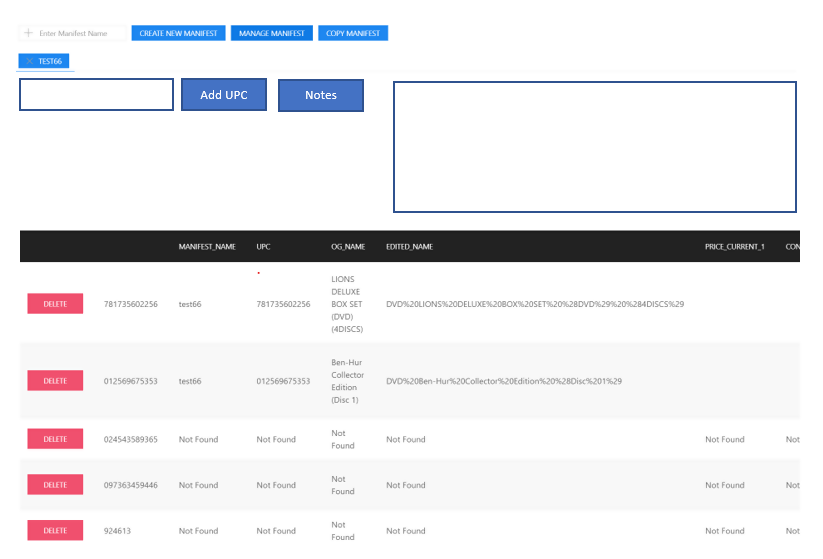 Enter Manifest Name CREATE NEW MANIFEST MANAGE MANIFEST COPY MANIFEST
TEST66
Add UPC Notes
MANIFEST_NAME UPC OG_NAME EDITED_NAME PRICE_CURRENT_1 CON
DELETE 781735602256 test66 781735602256 LIONS DELUXE BOX SET (DVD) (4DISCS) DVD%20LIONS%20DELUXE%20BOX%20SET%20%28DVD%29%20%284DISCS%29
DELETE 012569675353 test66 012569675353 Ben-Hur Collector Edition (Disc 1) DVD%20Ben-Hur%20Collector%20Edition%20%28Disc%201%29
DELETE 024543589365 Not Found Not Found Not Found Not Found Not Found Not
DELETE 097363459446 Not Found Not Found Not Found Not Found Not Found Not
DELETE 924613 Not Found Not Found Not Found Not Found Not Found Not